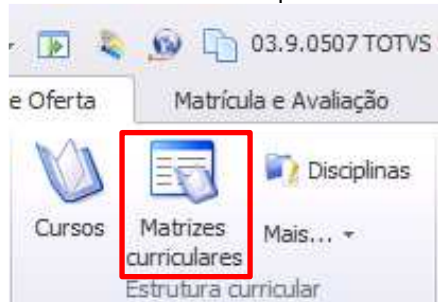 03.9.0507 TOTVS
e Oferta Matrícula e Avaliação
Disciplinas
Cursos Matrizes curriculares Mais...
Estrutura curricular